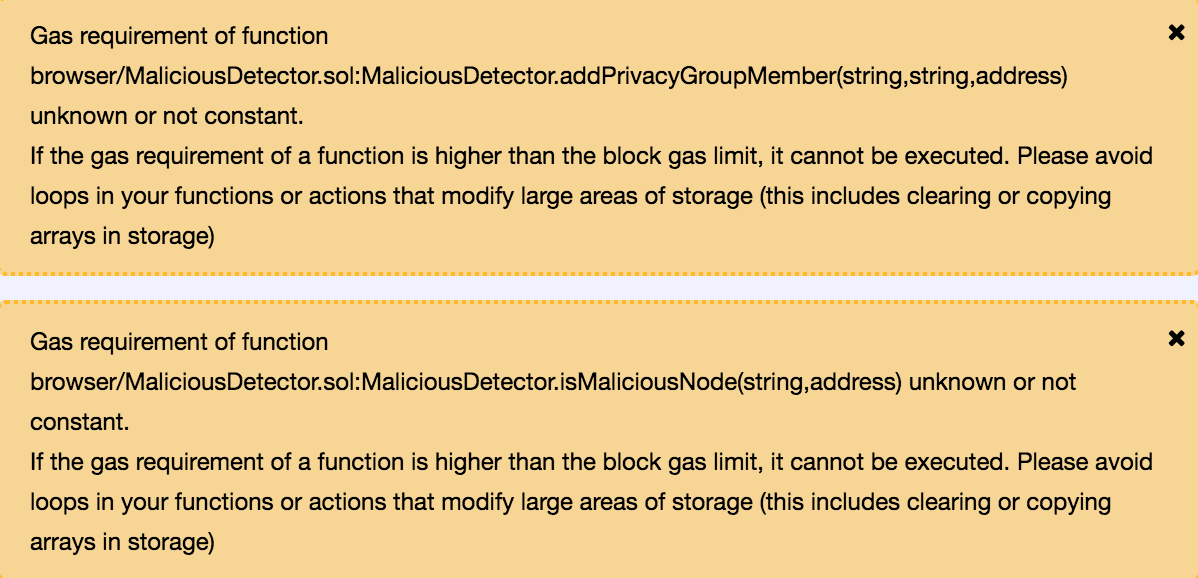 Gas requirement of function
browser/MaliciousDetector.sol:MaliciousDetector.addPrivacyGroupMember(string,string,address)
unknown or not constant.
If the gas requirement of a function is higher than the block gas limit, it cannot be executed. Please avoid
loops in your functions or actions that modify large areas of storage (this includes clearing or copying
arrays in storage)
Gas requirement of function
browser/MaliciousDetector.sol:MaliciousDetector.isMaliciousNode(string,address) unknown or not
constant.
If the gas requirement of a function is higher than the block gas limit, it cannot be executed. Please avoid
loops in your functions or actions that modify large areas of storage (this includes clearing or copying
arrays in storage)